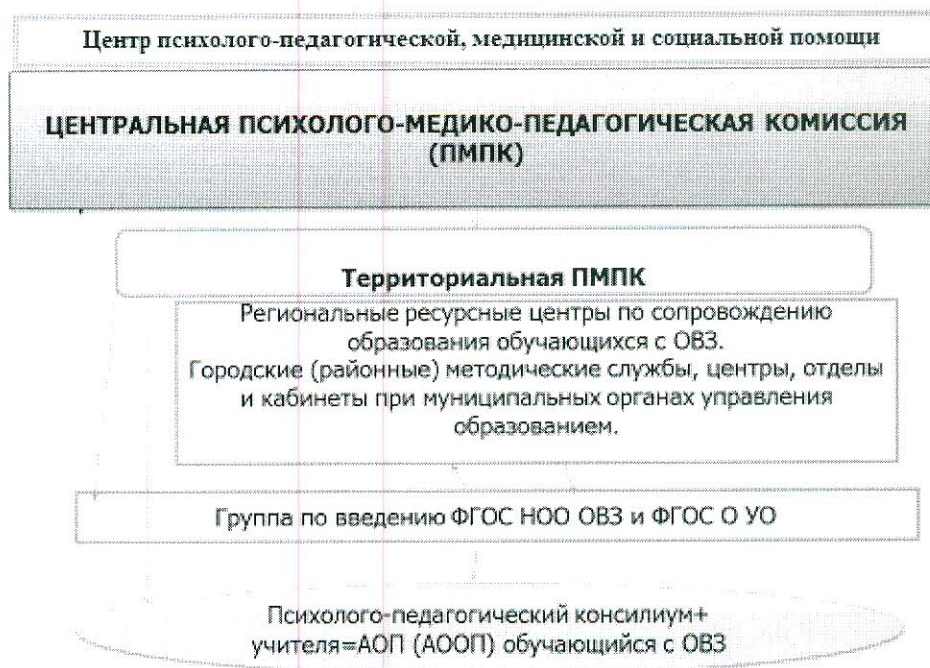 Центр психолого-педагогической, медицинской и социальной помощи
ЦЕНТРАЛЬНАЯ ПСИХОЛОГО-МЕДИКО-ПЕДАГОГИЧЕСКАЯ КОМИССИЯ
(ПМПК)
Территориальная ПМПК
Региональные ресурсные центры по сопровождению
образования обучающихся с ОВЗ.
Городские (районные) методические службы, центры, отделы
и кабинеты при муниципальных органах управления
образованием.
Группа по введению ФГОС НОО ОВЗ и ФГОС О УО
Психолого-педагогический консилиум+
учителя=АОП (АООП) обучающийся с ОВЗ